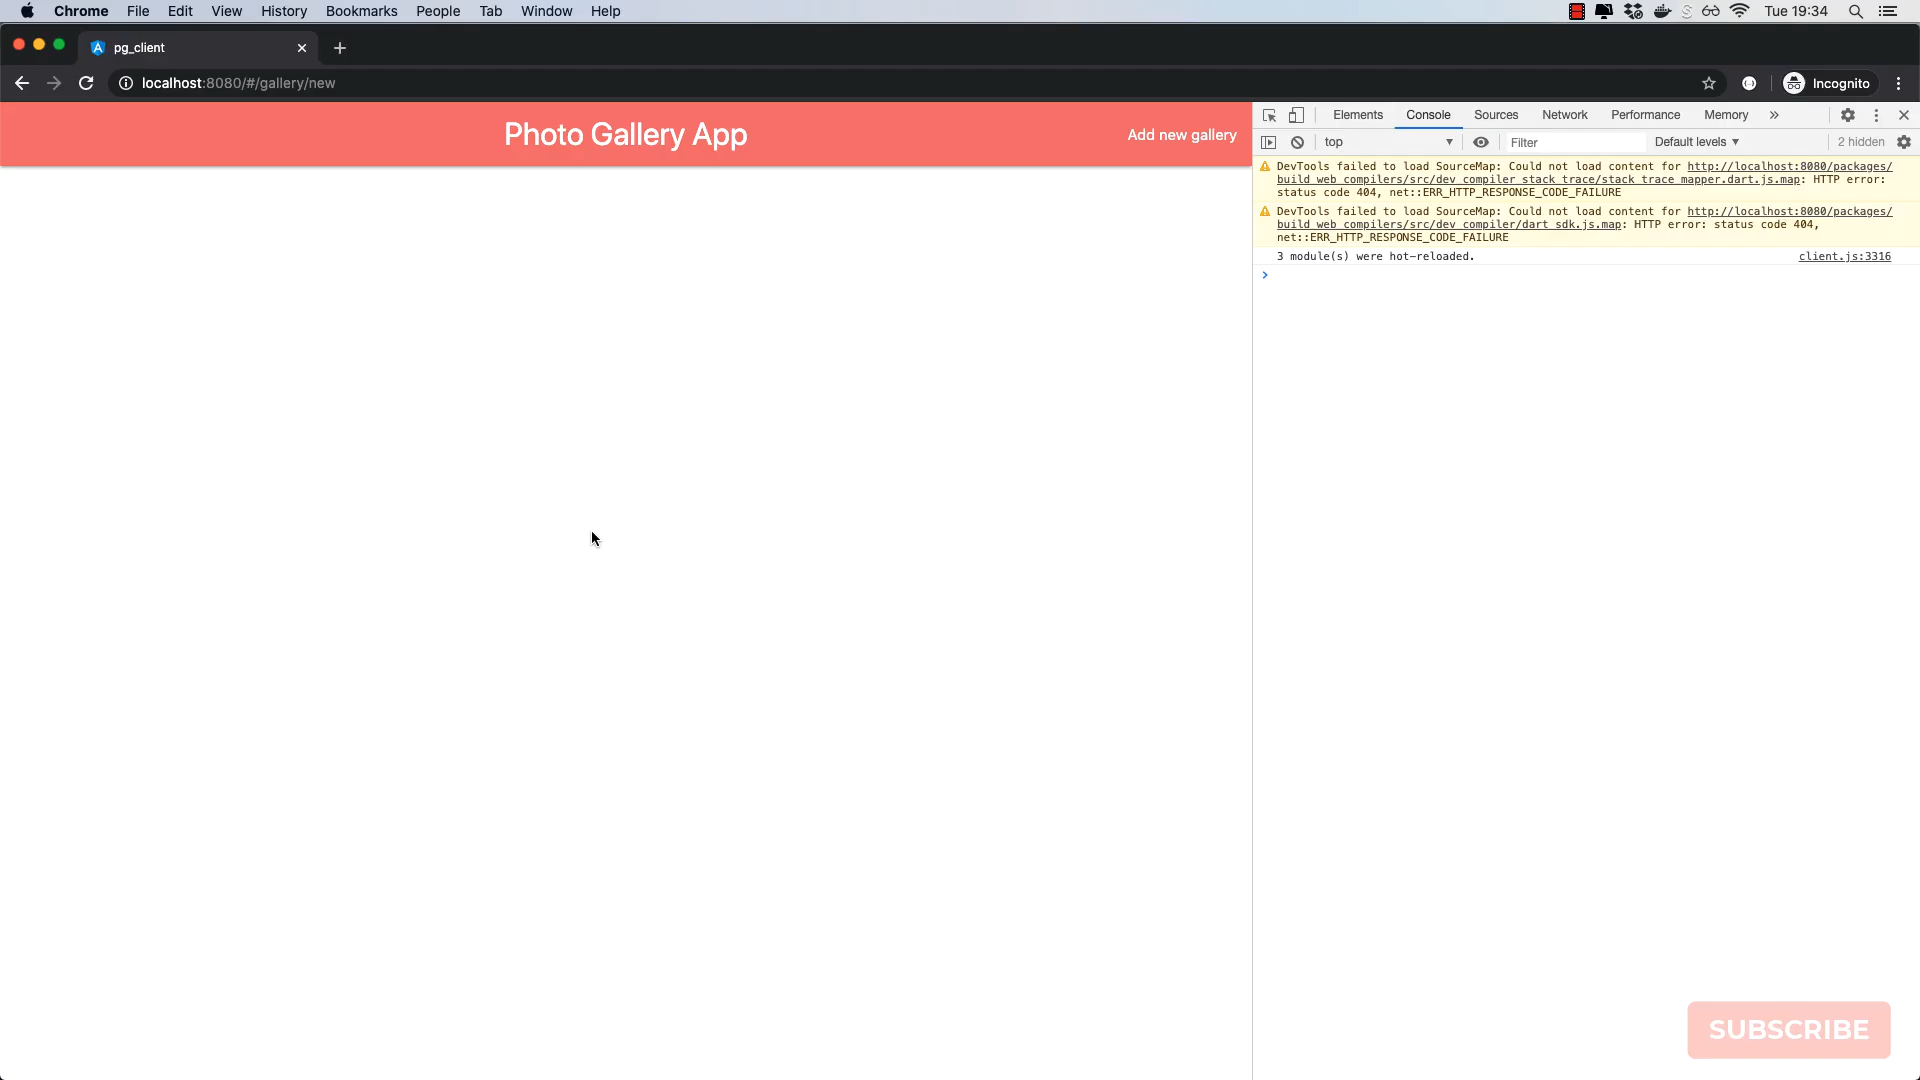 Chrome File Edit View History Bookmarks People Tab Window Help Tue 19:34
pg_client
localhost:8080/#/gallery/new Incognito
Photo Gallery App Add new gallery
Elements Console Sources Network Performance Memory »
top Filter Default levels 2 hidden
DevTools failed to load SourceMap: Could not load content for http://localhost:8080/packages/
build_web_compilers/src/dev_compiler_stack_trace/stack_trace_mapper.dart.js.map: HTTP error:
status code 404, net::ERR_HTTP_RESPONSE_CODE_FAILURE
DevTools failed to load SourceMap: Could not load content for http://localhost:8080/packages/
build_web_compilers/src/dev_compiler/dart_sdk.js.map: HTTP error: status code 404,
net::ERR_HTTP_RESPONSE_CODE_FAILURE
3 module(s) were hot-reloaded. client.js:3316
SUBSCRIBE